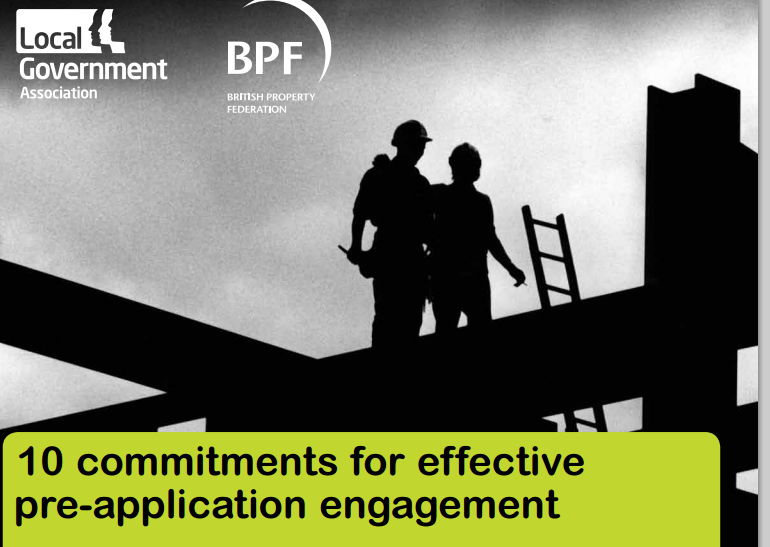 Local
Government
Association
BPF
BRITISH PROPERTY
FEDERATION
10 commitments for effective
pre-application engagement